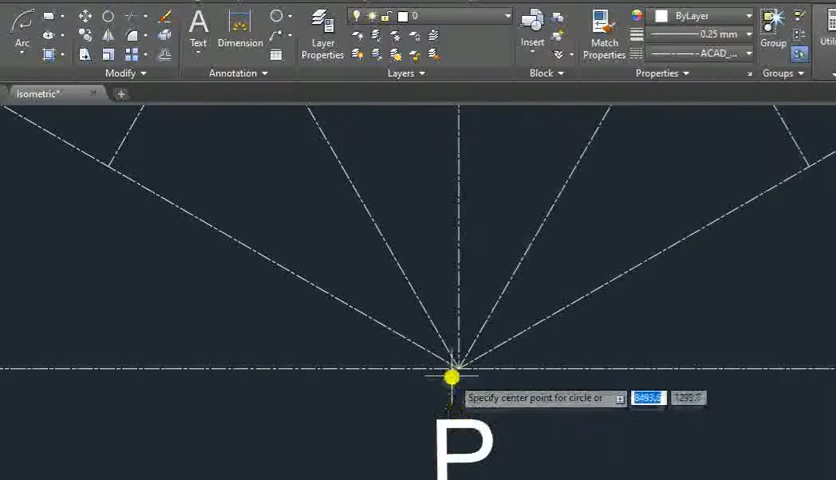 A
0
ByLayer
Arc
Text
Dimension
Layer
Properties
Insert
Match
Properties
0.25 mm
ACAD_...
Group
Modify
Annotation
Layers
Block
Properties
Groups
Isometric*
Specify center point for circle or
P